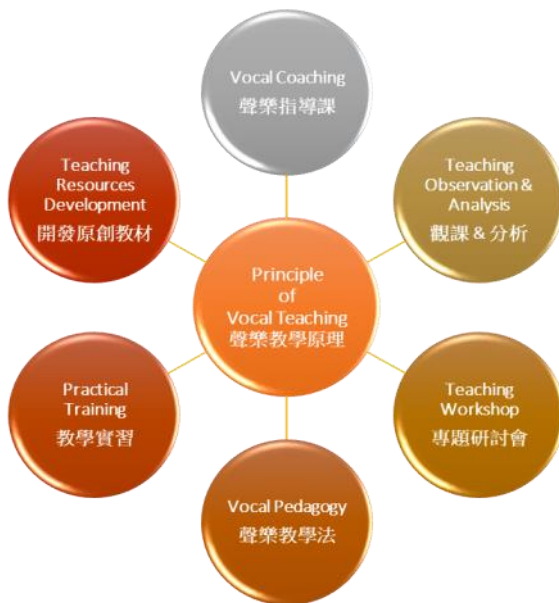 Vocal Coaching
聲樂指導課
Teaching
Resources
Development
開發原創教材
Teaching
Observation &
Analysis
觀課 & 分析
Principle
of
Vocal Teaching
聲樂教學原理
Practical
Training
教學實習
Teaching
Workshop
專題研討會
Vocal Pedagogy
聲樂教學法